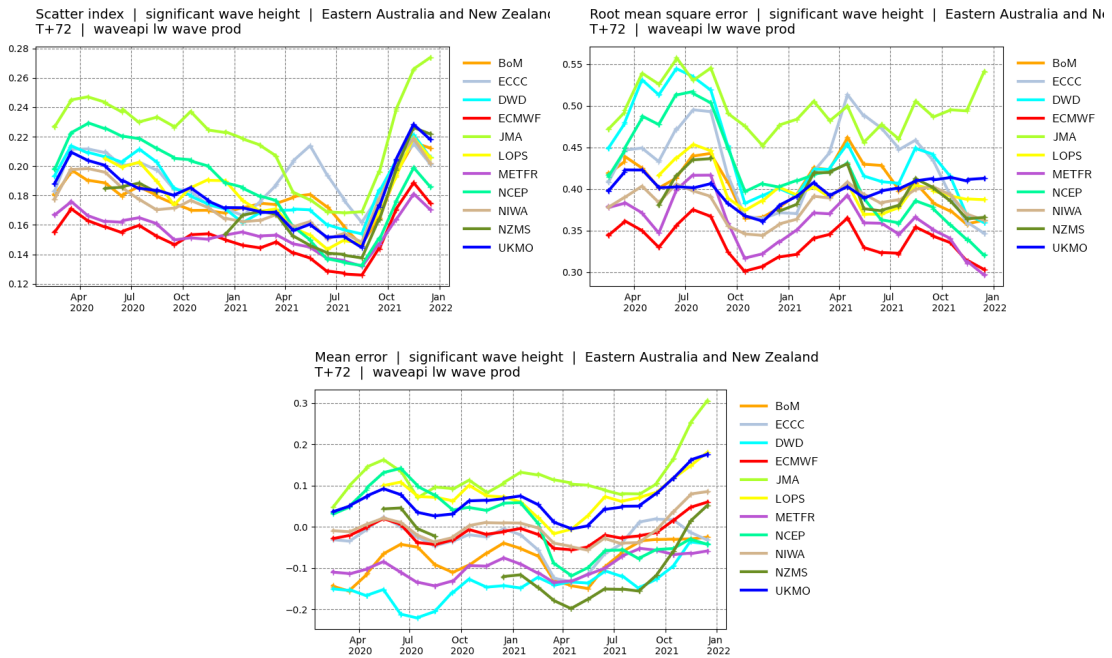 Scatter index | significant wave height | Eastern Australia and New Zealand
T+72 | waveapi lw wave prod
0.28
0.26
0.24
0.22
0.20
0.18
0.16
0.14
0.12
Apr 2020
Jul 2020
Oct 2020
Jan 2021
Apr 2021
Jul 2021
Oct 2021
Jan 2022
BoM
ECCC
DWD
ECMWF
JMA
LOPS
METFR
NCEP
NIWA
NZMS
UKMO
Root mean square error | significant wave height | Eastern Australia and Ne
T+72 | waveapi lw wave prod
0.55
0.50
0.45
0.40
0.35
0.30
Apr 2020
Jul 2020
Oct 2020
Jan 2021
Apr 2021
Jul 2021
Oct 2021
Jan 2022
BoM
ECCC
DWD
ECMWF
JMA
LOPS
METFR
NCEP
NIWA
NZMS
UKMO
Mean error | significant wave height | Eastern Australia and New Zealand
T+72 | waveapi lw wave prod
0.3
0.2
0.1
0.0
−0.1
−0.2
Apr 2020
Jul 2020
Oct 2020
Jan 2021
Apr 2021
Jul 2021
Oct 2021
Jan 2022
BoM
ECCC
DWD
ECMWF
JMA
LOPS
METFR
NCEP
NIWA
NZMS
UKMO